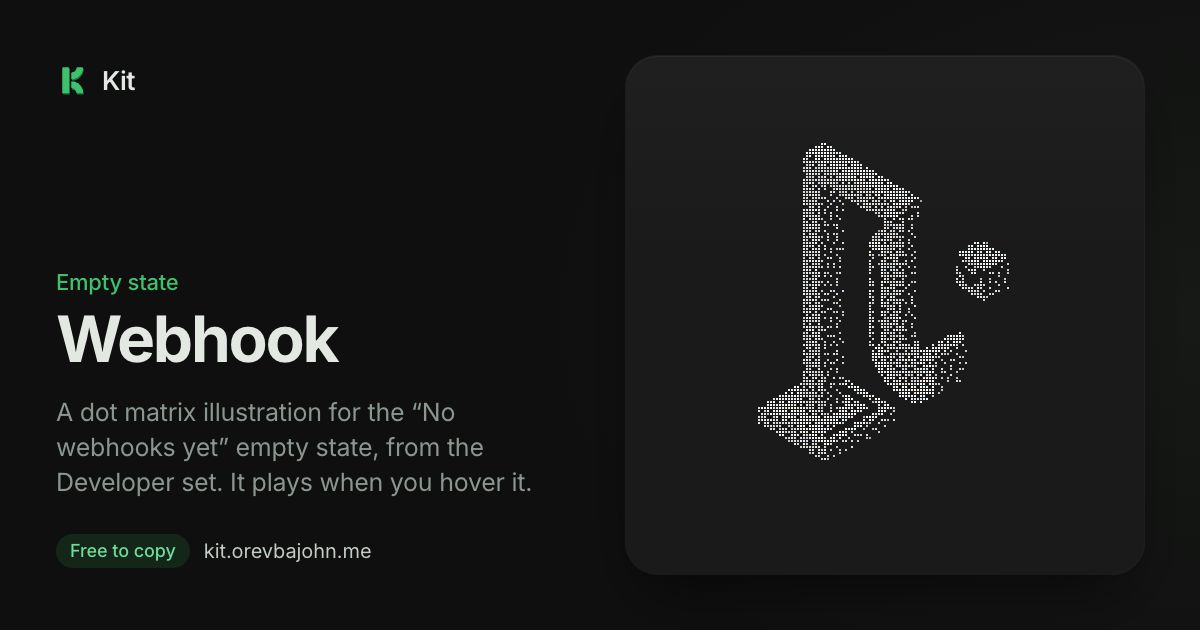 Kit
Empty state
Webhook
A dot matrix illustration for the “No
webhooks yet” empty state, from the
Developer set. It plays when you hover it.
Free to copy
kit.orevbajohn.me